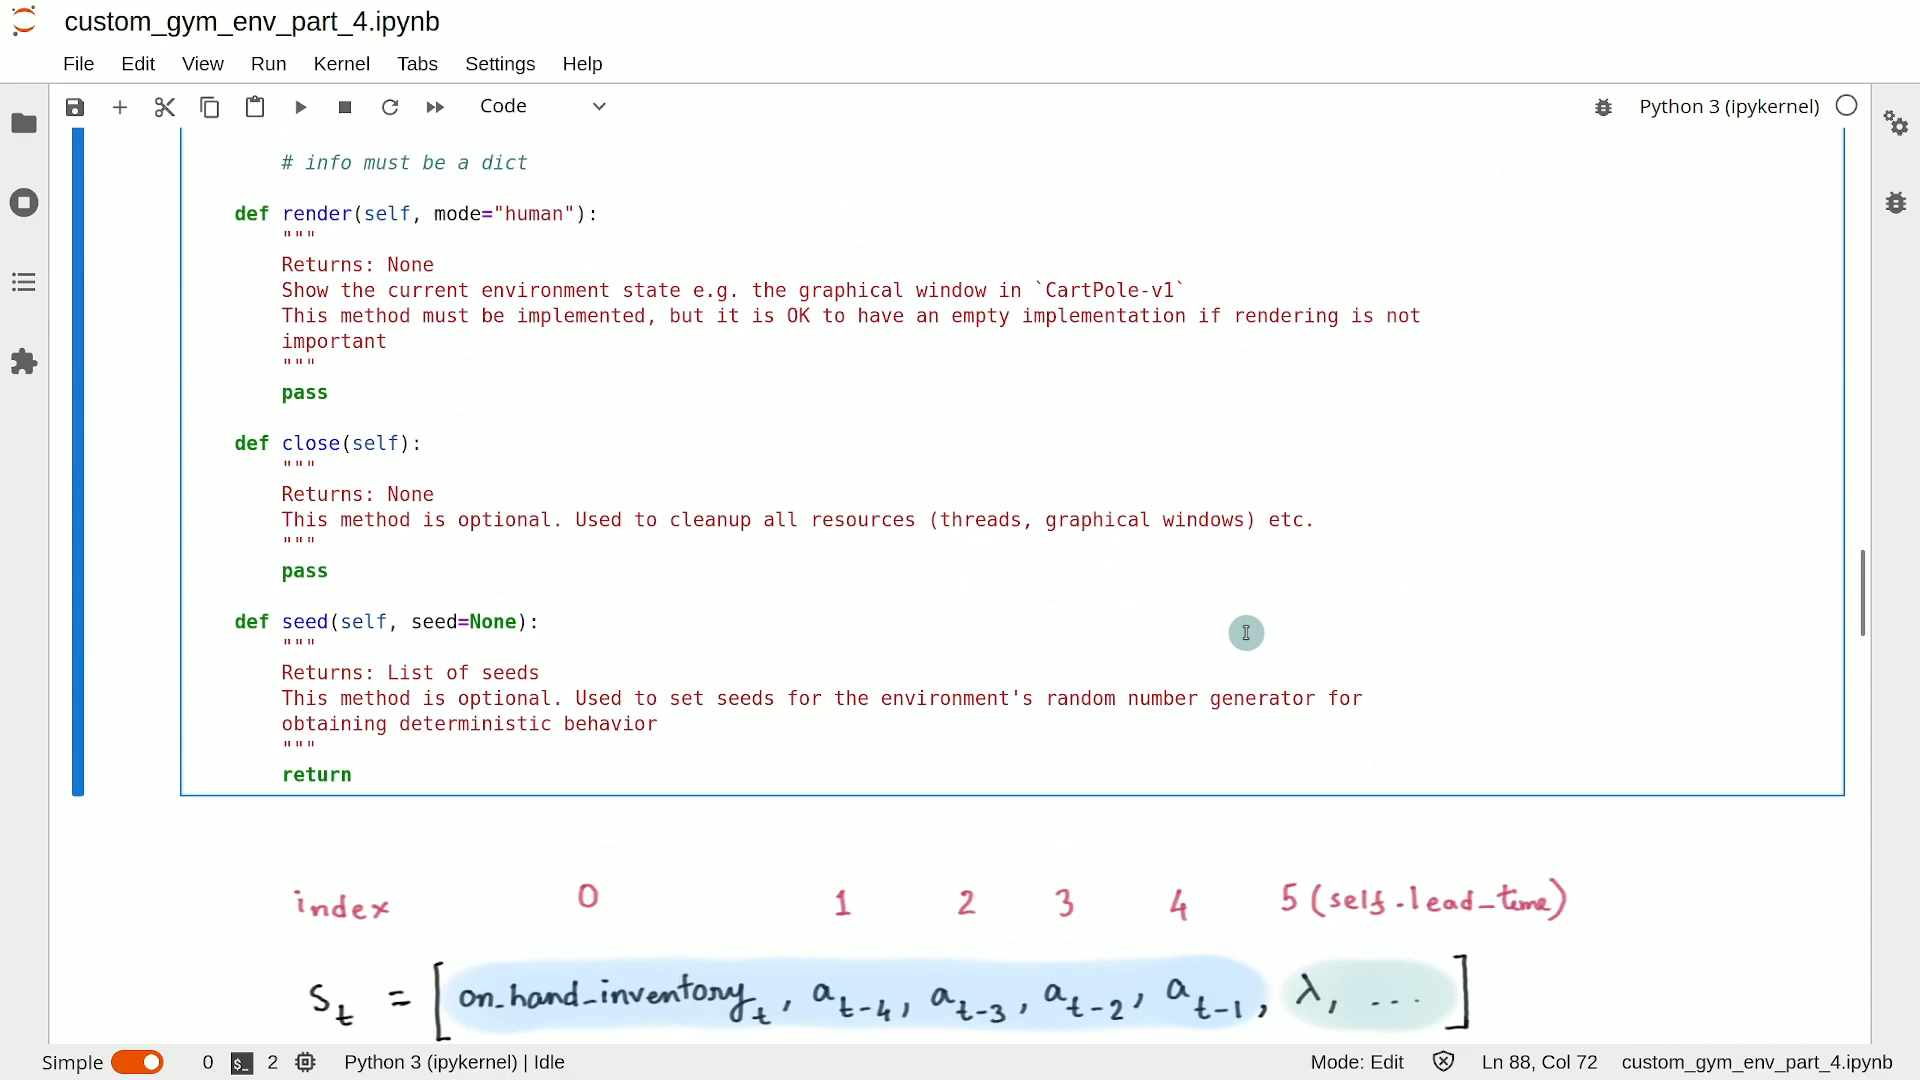 custom_gym_env_part_4.ipynb
File Edit View Run Kernel Tabs Settings Help
Code Python 3 (ipykernel)
# info must be a dict
def render(self, mode="human"):
"""
Returns: None
Show the current environment state e.g. the graphical window in `CartPole-v1`
This method must be implemented, but it is OK to have an empty implementation if rendering is not
important
"""
pass
def close(self):
"""
Returns: None
This method is optional. Used to cleanup all resources (threads, graphical windows) etc.
"""
pass
def seed(self, seed=None):
"""
Returns: List of seeds
This method is optional. Used to set seeds for the environment's random number generator for
obtaining deterministic behavior
"""
return
index 0 1 2 3 4 5 (self.lead_time)
S_t = [on_hand_inventory_t, a_t-4, a_t-3, a_t-2, a_t-1, λ, ...]
Simple 0 $_ 2 Python 3 (ipykernel) | Idle Mode: Edit Ln 88, Col 72 custom_gym_env_part_4.ipynb